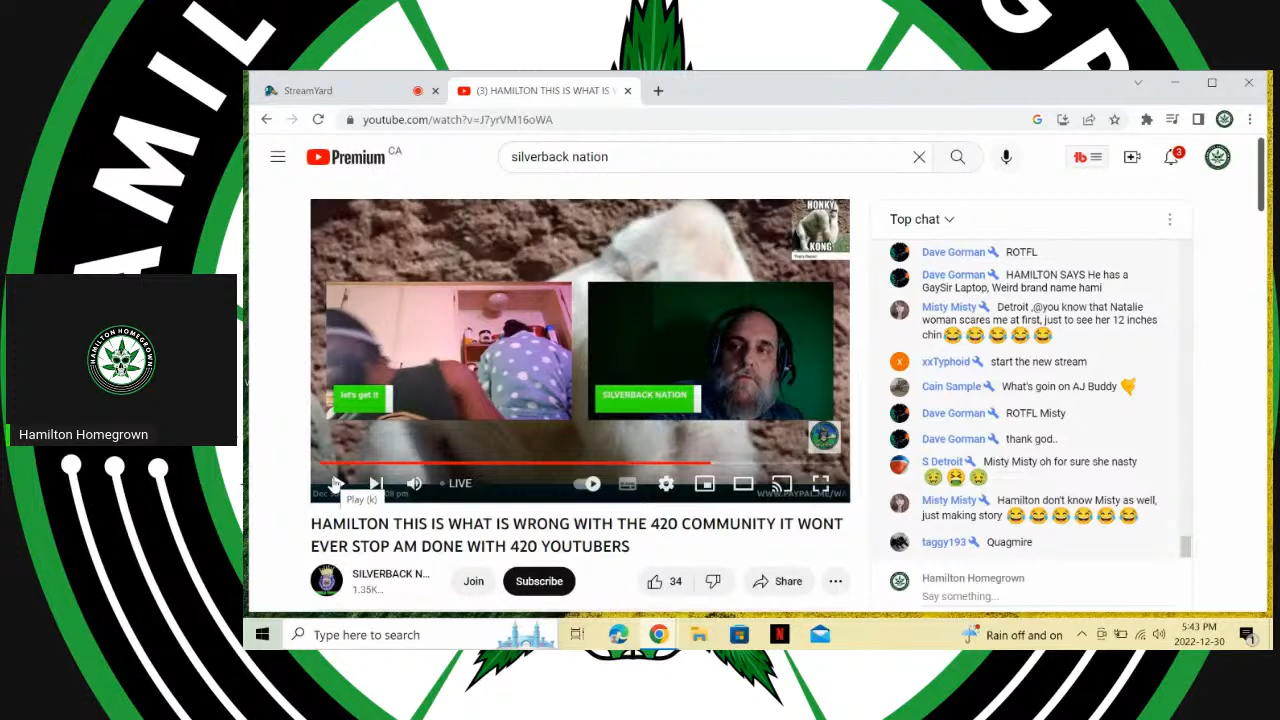 HAMILTON HOMEGROWN
Hamilton Homegrown
StreamYard
(3) HAMILTON THIS IS WHAT IS
youtube.com/watch?v=J7yrVM16oWA
Premium CA
silverback nation
3
HONKY
KONG
let's get it
SILVERBACK NATION
LIVE
Play (k)
WWW.PAYPAL.ME/WA
HAMILTON THIS IS WHAT IS WRONG WITH THE 420 COMMUNITY IT WONT
EVER STOP AM DONE WITH 420 YOUTUBERS
SILVERBACK N...
1.35K...
Join
Subscribe
34
Share
Top chat
Dave Gorman ROTFL
Dave Gorman HAMILTON SAYS He has a
GaySir Laptop, Weird brand name hami
Misty Misty Detroit ,@you know that Natalie
woman scares me at first, just to see her 12 inches
chin 😂😂😂😂😂
xxTyphoid start the new stream
Cain Sample What's goin on AJ Buddy
Dave Gorman ROTFL Misty
Dave Gorman thank god..
S Detroit Misty Misty oh for sure she nasty
🤢🤮🤢
Misty Misty Hamilton don't know Misty as well,
just making story 😂😂😂😂😂😂
taggy193 Quagmire
Hamilton Homegrown
Say something...
Type here to search
Rain off and on
5:43 PM
2022-12-30